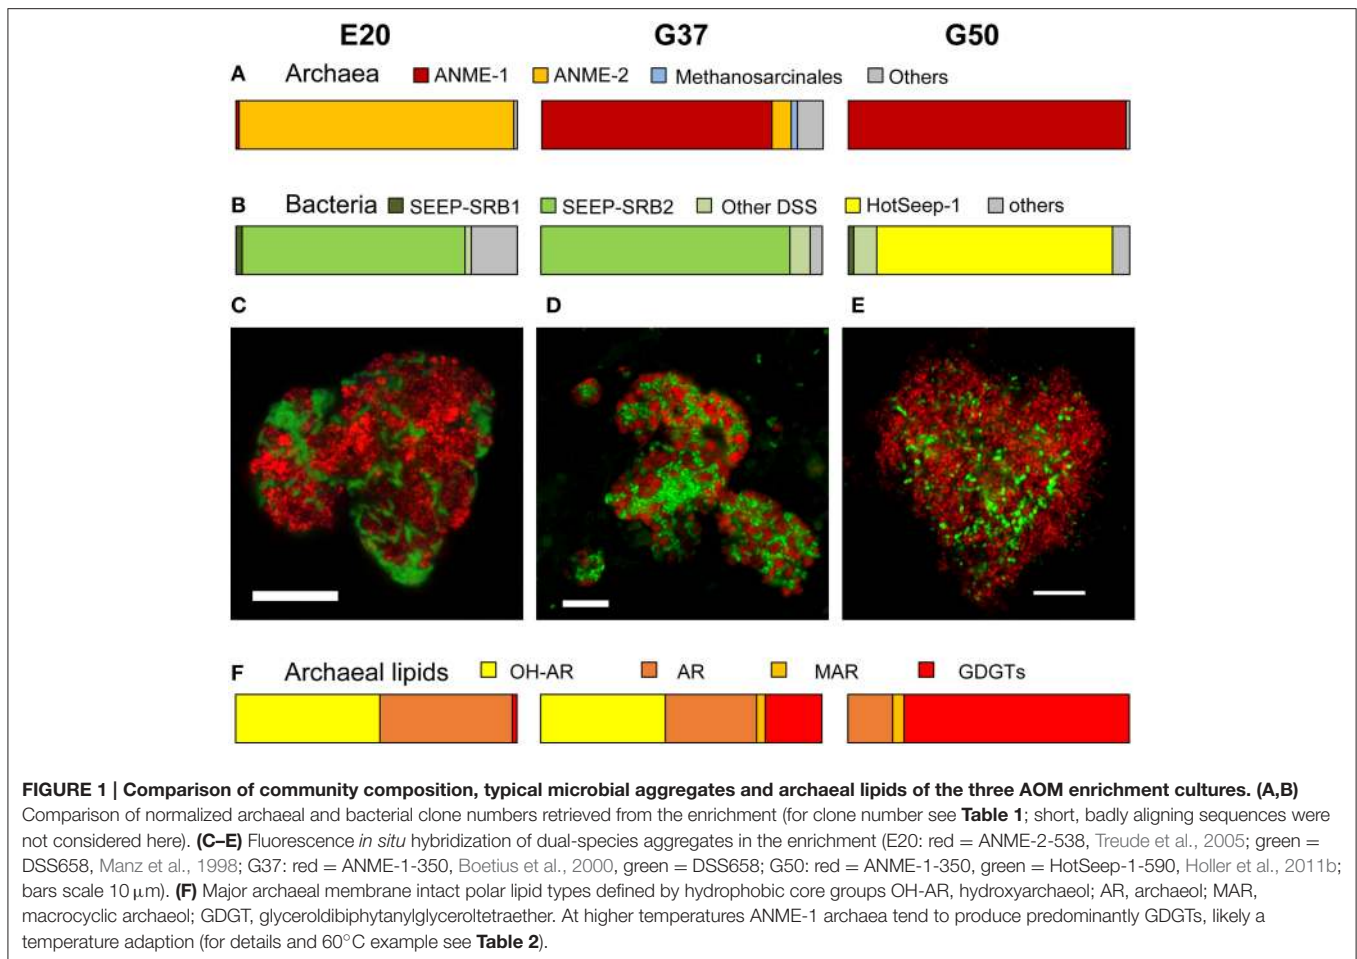 E20 G37 G50
A Archaea ANME-1 ANME-2 Methanosarcinales Others
B Bacteria SEEP-SRB1 SEEP-SRB2 Other DSS HotSeep-1 others
C D E
F Archaeal lipids OH-AR AR MAR GDGTs
FIGURE 1 | Comparison of community composition, typical microbial aggregates and archaeal lipids of the three AOM enrichment cultures. (A,B)
Comparison of normalized archaeal and bacterial clone numbers retrieved from the enrichment (for clone number see Table 1; short, badly aligning sequences were
not considered here). (C–E) Fluorescence in situ hybridization of dual-species aggregates in the enrichment (E20: red = ANME-2-538, Treude et al., 2005; green =
DSS658, Manz et al., 1998; G37: red = ANME-1-350, Boetius et al., 2000, green = DSS658; G50: red = ANME-1-350, green = HotSeep-1-590, Holler et al., 2011b;
bars scale 10 μm). (F) Major archaeal membrane intact polar lipid types defined by hydrophobic core groups OH-AR, hydroxyarchaeol; AR, archaeol; MAR,
macrocyclic archaeol; GDGT, glyceroldibiphytanylglyceroltetraether. At higher temperatures ANME-1 archaea tend to produce predominantly GDGTs, likely a
temperature adaption (for details and 60°C example see Table 2).